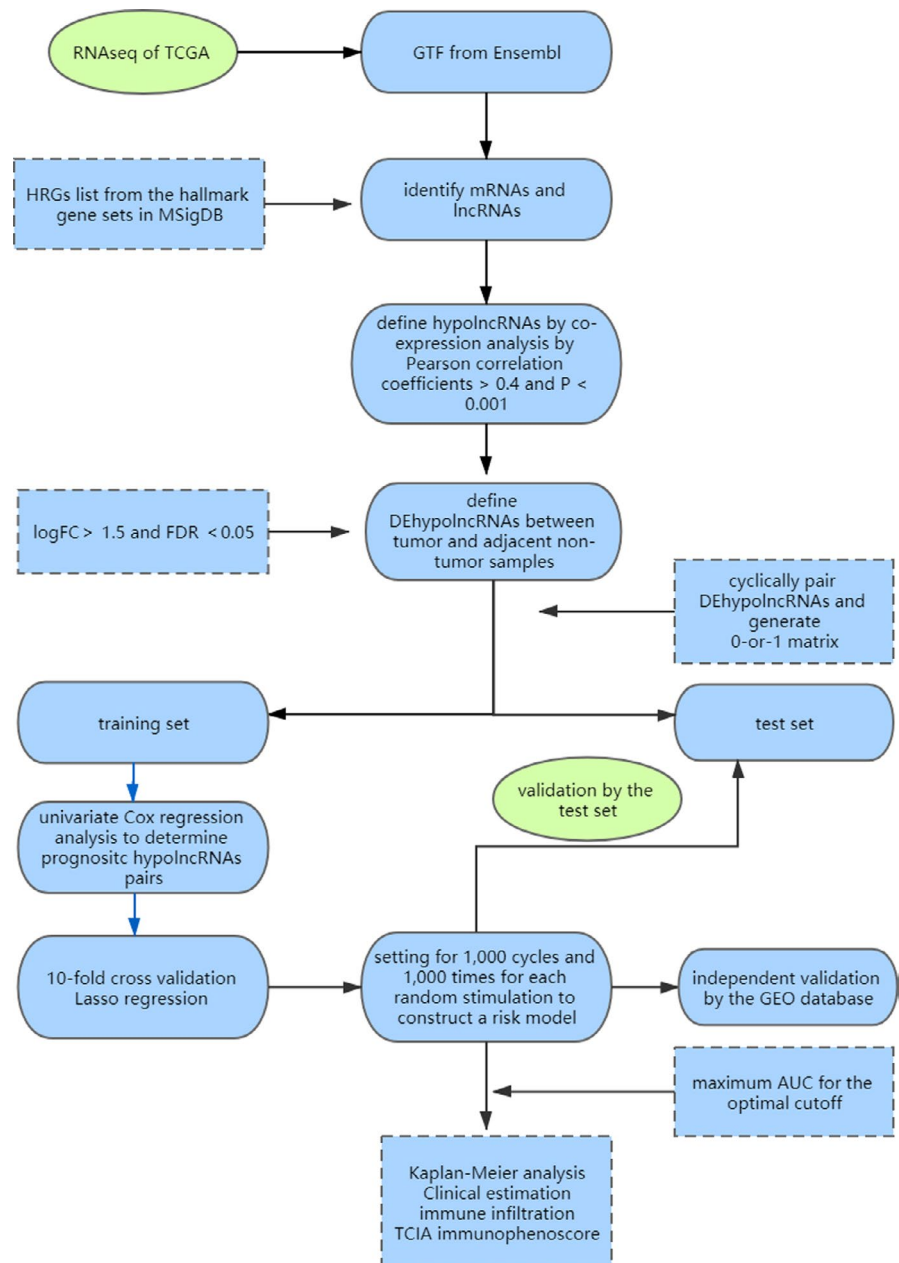 RNAseq of TCGA
GTF from Ensembl
HRGs list from the hallmark
gene sets in MSigDB
identify mRNAs and
lncRNAs
define hypolncRNAs by co-
expression analysis by
Pearson correlation
coefficients > 0.4 and P <
0.001
logFC > 1.5 and FDR < 0.05
define
DEhypolncRNAs between
tumor and adjacent non-
tumor samples
cyclically pair
DEhypolncRNAs and
generate
0-or-1 matrix
training set
test set
validation by the
test set
univariate Cox regression
analysis to determine
prognositc hypolncRNAs
pairs
10-fold cross validation
Lasso regression
setting for 1,000 cycles and
1,000 times for each
random stimulation to
construct a risk model
independent validation
by the GEO database
maximum AUC for the
optimal cutoff
Kaplan-Meier analysis
Clinical estimation
immune infiltration
TCIA immunophenoscore